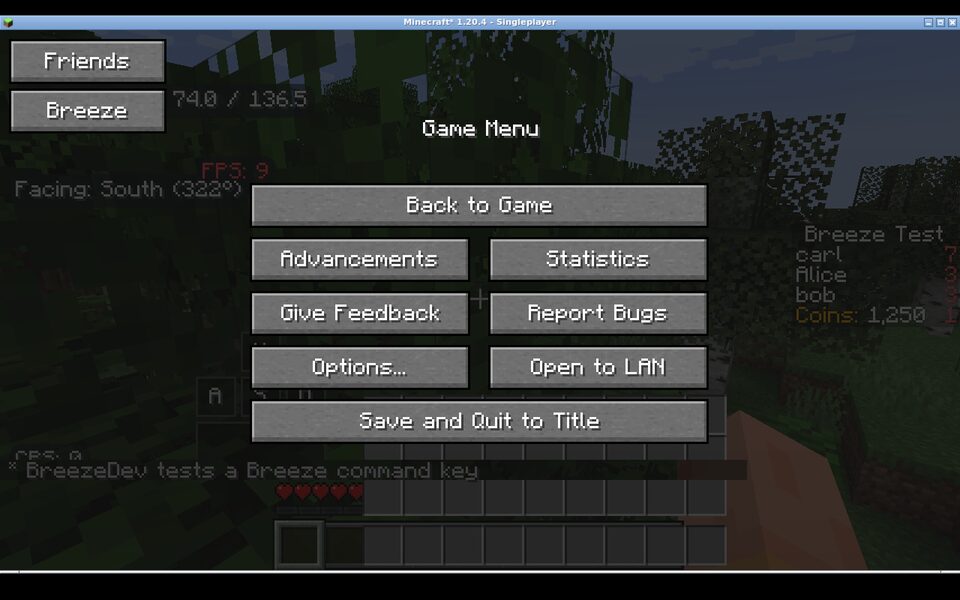 Minecraft* 1.20.4 - Singleplayer
Friends
Breeze
74.0 / 136.5
Game Menu
FPS: 9
Facing: South (322°)
Back to Game
Advancements
Statistics
Give Feedback
Report Bugs
Options...
Open to LAN
Save and Quit to Title
Breeze Test
carl 7
Alice
bob
Coins: 1,250
A
* BreezeDev tests a Breeze command key